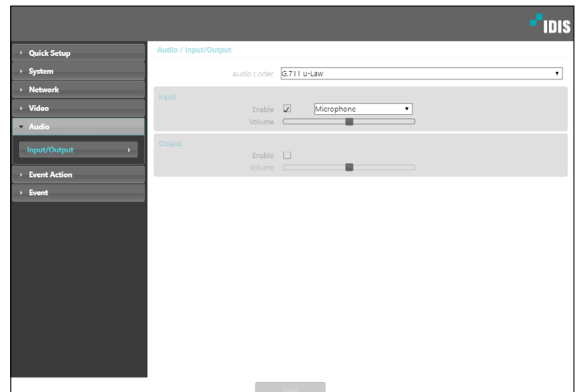 IDIS
Quick Setup
System
Network
Video
Audio
Input/Output
Event Action
Event
Audio / Input/Output
Audio Codec G.711 u-Law
Input
Enable Microphone
Volume
Output
Enable
Volume